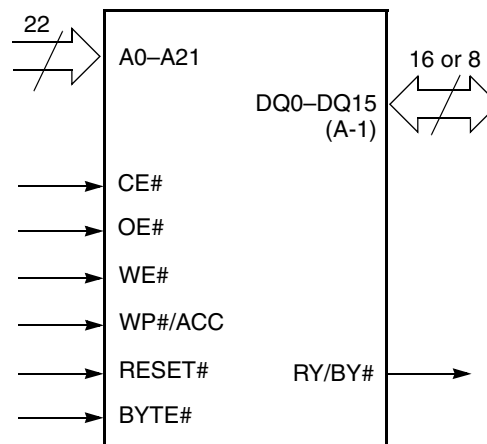 22
A0–A21
16 or 8
DQ0–DQ15
(A-1)
CE#
OE#
WE#
WP#/ACC
RESET#
RY/BY#
BYTE#